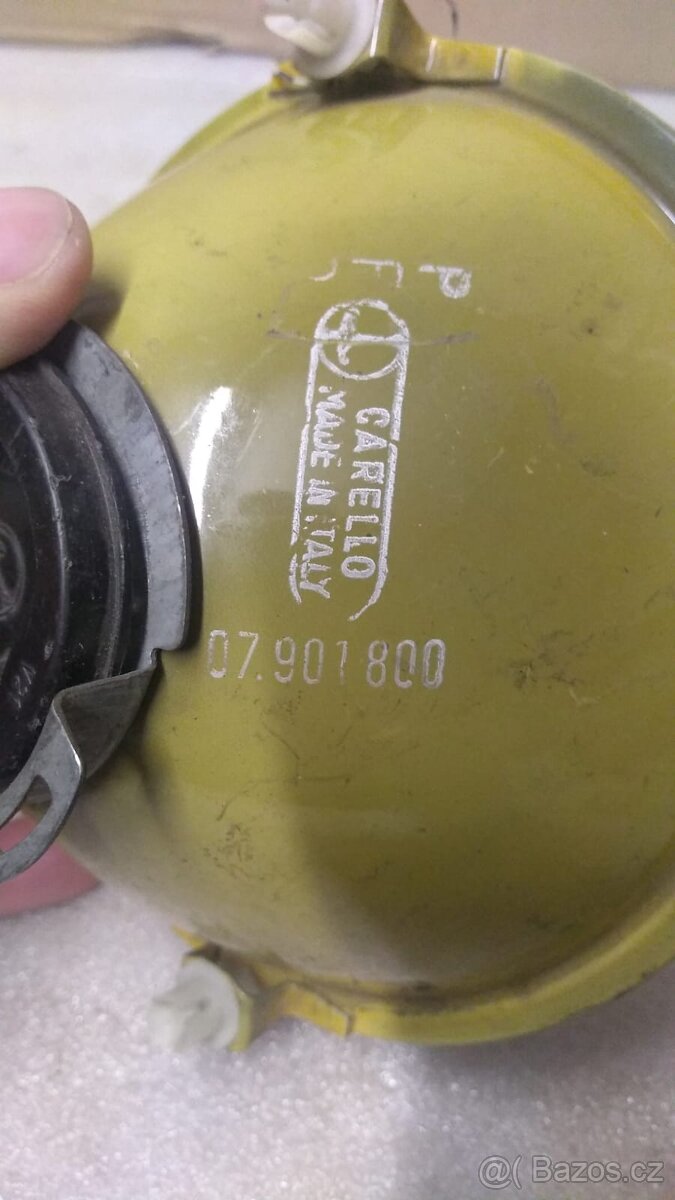 P
F
CARELLO
MADE IN ITALY
07.901800
@( Bazos.cz